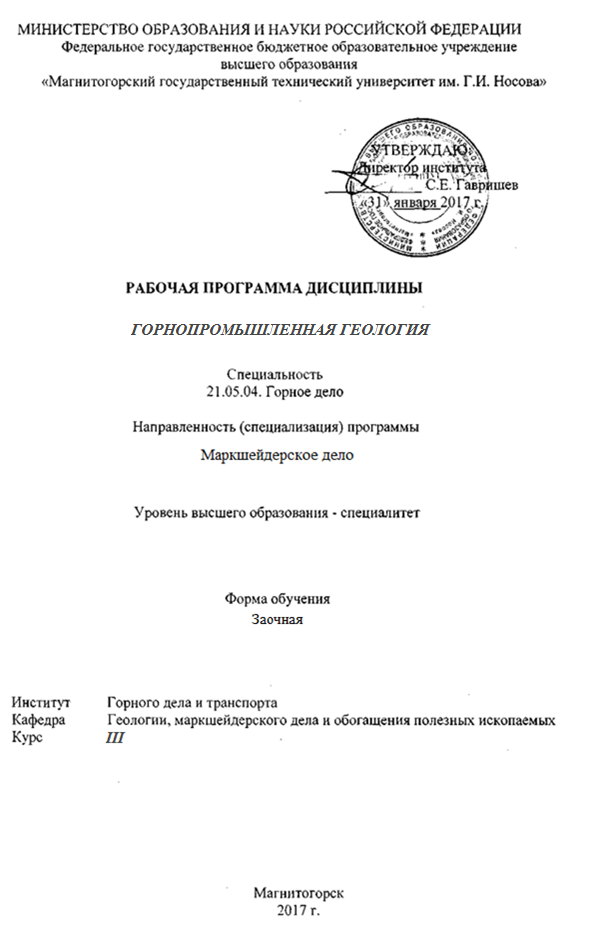 МИНИСТЕРСТВО ОБРАЗОВАНИЯ И НАУКИ РОССИЙСКОЙ ФЕДЕРАЦИИ
Федеральное государственное бюджетное образовательное учреждение
высшего образования
«Магнитогорский государственный технический университет им. Г.И. Носова»
УТВЕРЖДАЮ:
Директор института
С.Е. Гавришев
«31» января 2017 г.
РАБОЧАЯ ПРОГРАММА ДИСЦИПЛИНЫ
ГОРНОПРОМЫШЛЕННАЯ ГЕОЛОГИЯ
Специальность
21.05.04. Горное дело
Направленность (специализация) программы
Маркшейдерское дело
Уровень высшего образования - специалитет
Форма обучения
Заочная
Институт Горного дела и транспорта
Кафедра Геологии, маркшейдерского дела и обогащения полезных ископаемых
Курс III
Магнитогорск
2017 г.